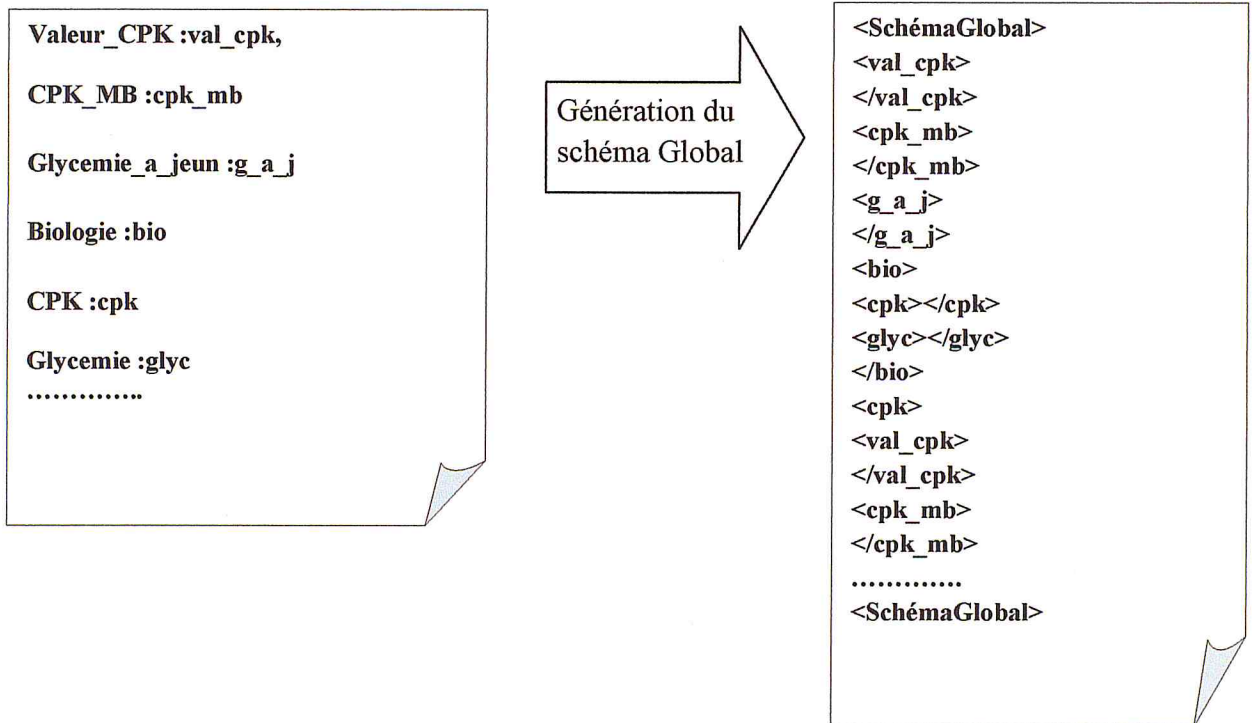 Valeur_CPK :val_cpk,
CPK_MB :cpk_mb
Glycemie_a_jeun :g_a_j
Biologie :bio
CPK :cpk
Glycemie :glyc
..............
Génération du
schéma Global
<SchémaGlobal>
<val_cpk>
</val_cpk>
<cpk_mb>
</cpk_mb>
<g_a_j>
</g_a_j>
<bio>
<cpk></cpk>
<glyc></glyc>
</bio>
<cpk>
<val_cpk>
</val_cpk>
<cpk_mb>
</cpk_mb>
.............
<SchémaGlobal>